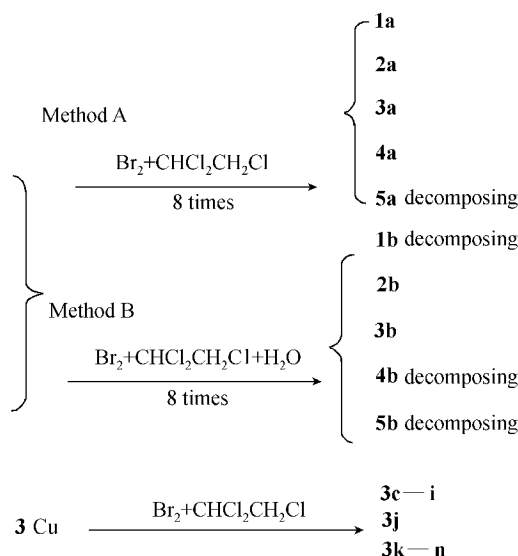 1a
2a
Method A
3a
4a
Br₂+CHCl₂CH₂Cl
8 times
5a decomposing
1b decomposing
2b
Method B
3b
Br₂+CHCl₂CH₂Cl+H₂O
8 times
4b decomposing
5b decomposing
3c — i
3 Cu
Br₂+CHCl₂CH₂Cl
3j
3k — n